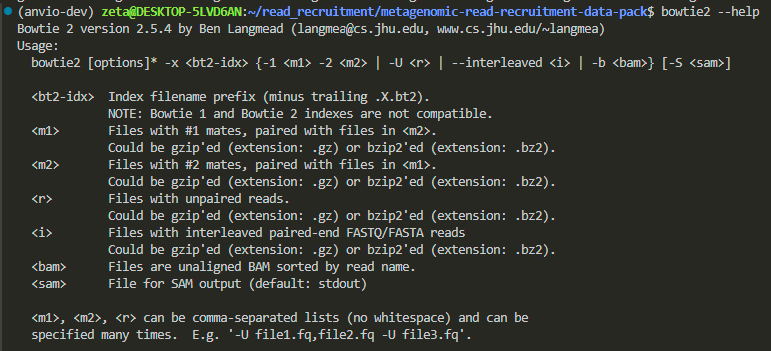 (anvio-dev) zeta@DESKTOP-5LVD6AN:~/read_recruitment/metagenomic-read-recruitment-data-pack$ bowtie2 --help
Bowtie 2 version 2.5.4 by Ben Langmead (langmea@cs.jhu.edu, www.cs.jhu.edu/~langmea)
Usage:
  bowtie2 [options]* -x <bt2-idx> {-1 <m1> -2 <m2> | -U <r> | --interleaved <i> | -b <bam>} [-S <sam>]

  <bt2-idx>  Index filename prefix (minus trailing .X.bt2).
             NOTE: Bowtie 1 and Bowtie 2 indexes are not compatible.
  <m1>       Files with #1 mates, paired with files in <m2>.
             Could be gzip'ed (extension: .gz) or bzip2'ed (extension: .bz2).
  <m2>       Files with #2 mates, paired with files in <m1>.
             Could be gzip'ed (extension: .gz) or bzip2'ed (extension: .bz2).
  <r>        Files with unpaired reads.
             Could be gzip'ed (extension: .gz) or bzip2'ed (extension: .bz2).
  <i>        Files with interleaved paired-end FASTQ/FASTA reads
             Could be gzip'ed (extension: .gz) or bzip2'ed (extension: .bz2).
  <bam>      Files are unaligned BAM sorted by read name.
  <sam>      File for SAM output (default: stdout)

  <m1>, <m2>, <r> can be comma-separated lists (no whitespace) and can be
  specified many times.  E.g. '-U file1.fq,file2.fq -U file3.fq'.